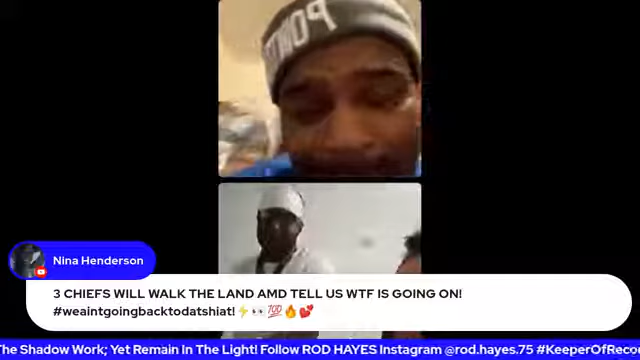 Nina Henderson
3 CHIEFS WILL WALK THE LAND AMD TELL US WTF IS GOING ON!
#weaintgoingbacktodatshiat!⚡👀💯🔥💕
The Shadow Work; Yet Remain In The Light! Follow ROD HAYES Instagram @rod.hayes.75 #KeeperOfReco